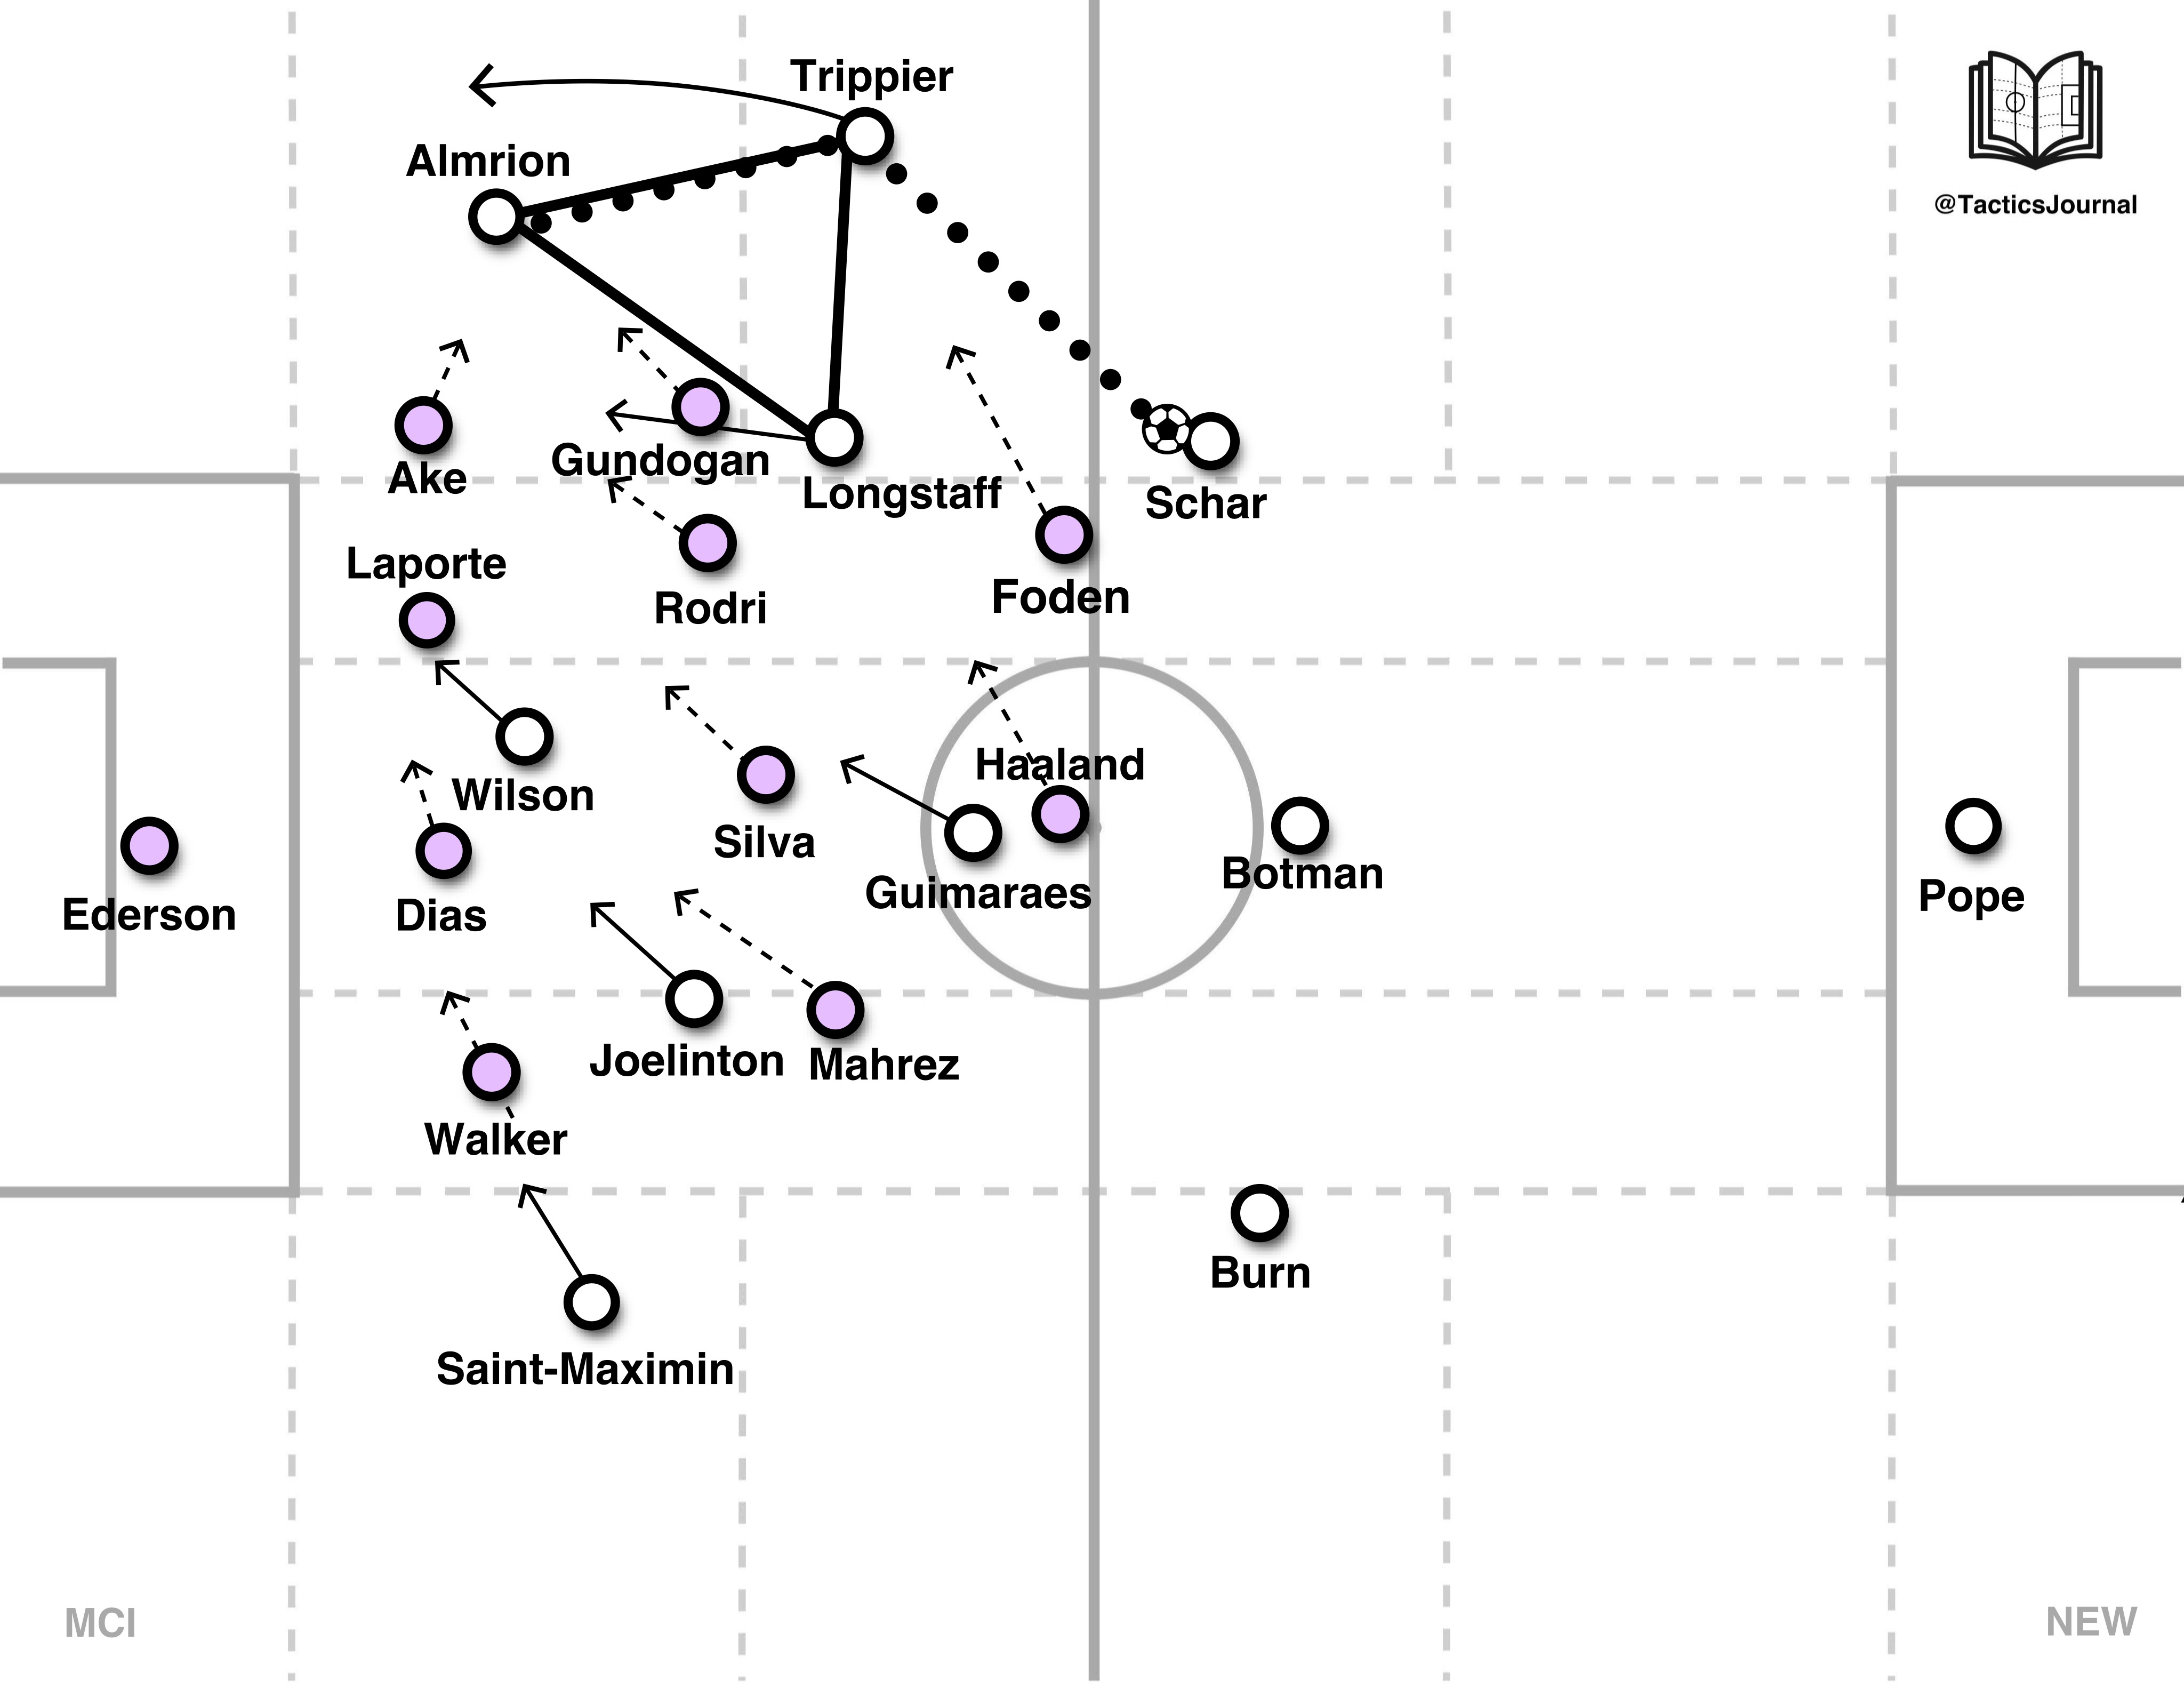 Trippier
Almrion
@TacticsJournal
Ake
Gundogan
Longstaff
Schar
Laporte
Rodri
Foden
Wilson
Haaland
Silva
Ederson
Dias
Guimaraes
Botman
Pope
Joelinton
Mahrez
Walker
Burn
Saint-Maximin
MCI
NEW